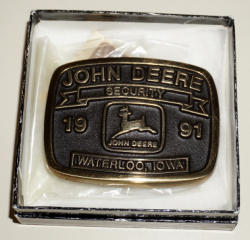 JOHN DEERE
SECURITY
19 91
JOHN DEERE
WATERLOO, IOWA